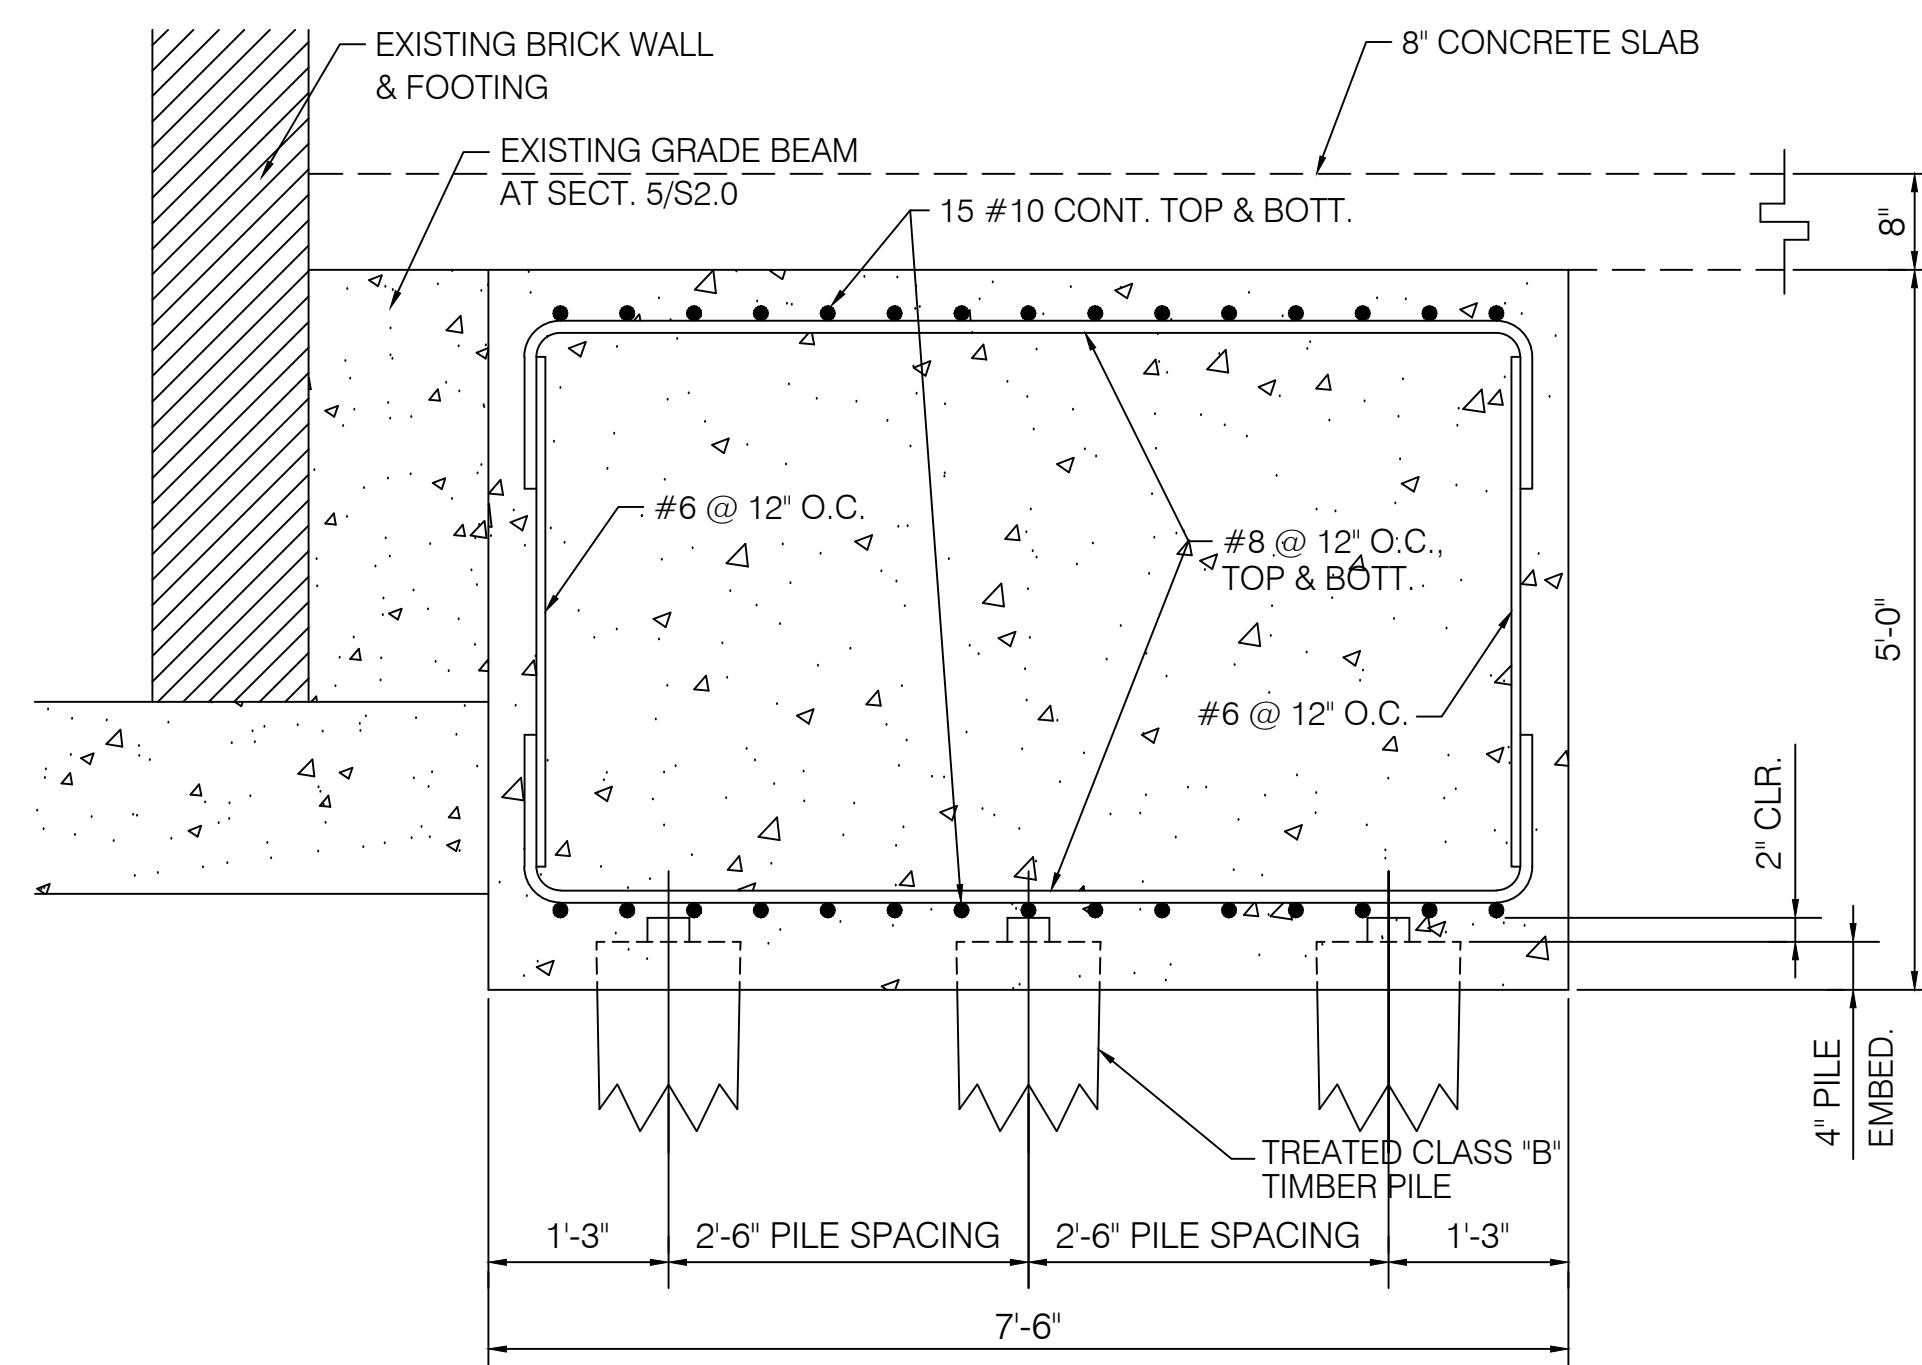 EXISTING BRICK WALL
& FOOTING
8" CONCRETE SLAB
EXISTING GRADE BEAM
AT SECT. 5/S2.0
15 #10 CONT. TOP & BOTT.
8"
#6 @ 12" O.C.
#8 @ 12" O.C.,
TOP & BOTT.
5'-0"
#6 @ 12" O.C.
2" CLR.
4" PILE
EMBED.
TREATED CLASS "B"
TIMBER PILE
1'-3"
2'-6" PILE SPACING
2'-6" PILE SPACING
1'-3"
7'-6"